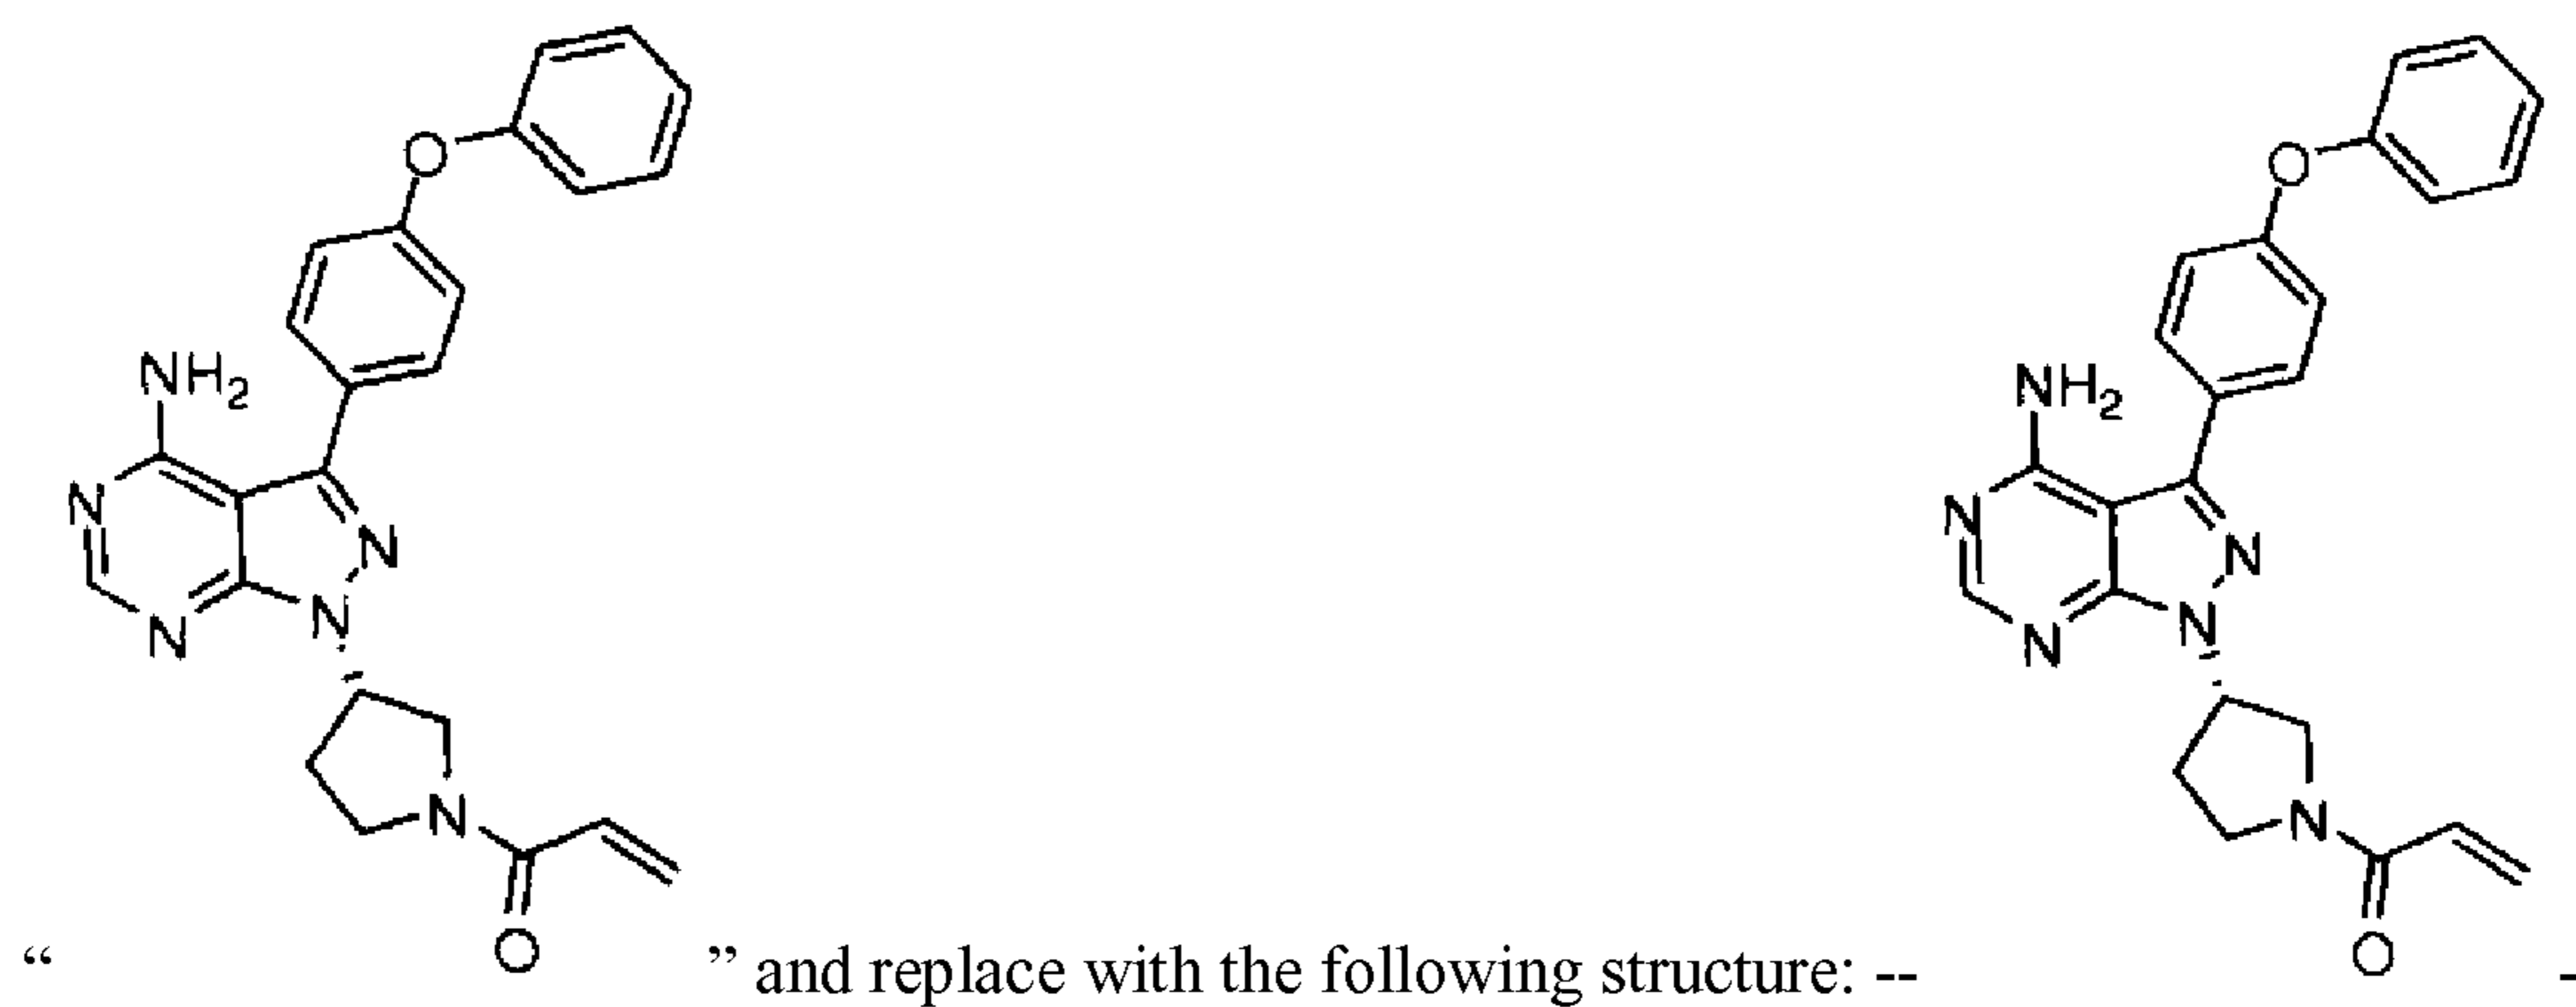 O O
NH₂ NH₂
N N N N
N N N N
N N
“ O ” and replace with the following structure: -- O -